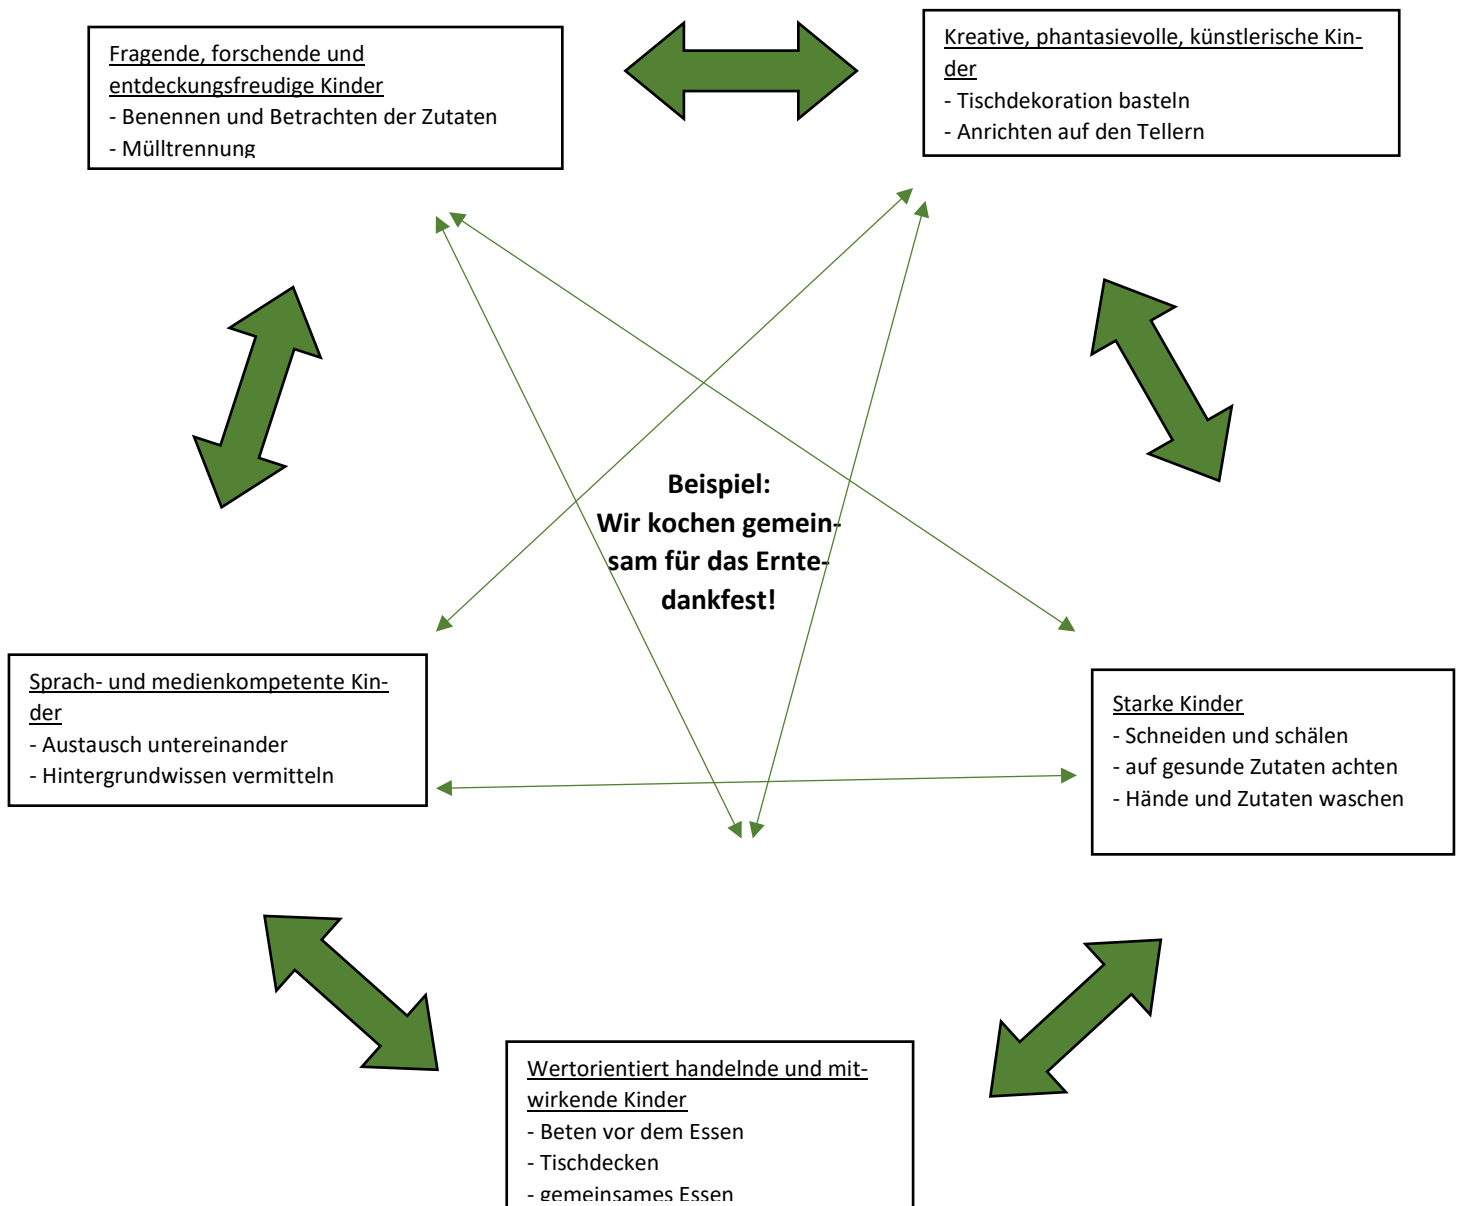 Fragende, forschende und
entdeckungsfreudige Kinder
- Benennen und Betrachten der Zutaten
- Mülltrennung
Kreative, phantasievolle, künstlerische Kin-
der
- Tischdekoration basteln
- Anrichten auf den Tellern
Beispiel:
Wir kochen gemein-
sam für das Ernte-
dankfest!
Sprach- und medienkompetente Kin-
der
- Austausch untereinander
- Hintergrundwissen vermitteln
Starke Kinder
- Schneiden und schälen
- auf gesunde Zutaten achten
- Hände und Zutaten waschen
Wertorientiert handelnde und mit-
wirkende Kinder
- Beten vor dem Essen
- Tischdecken
- gemeinsames Essen